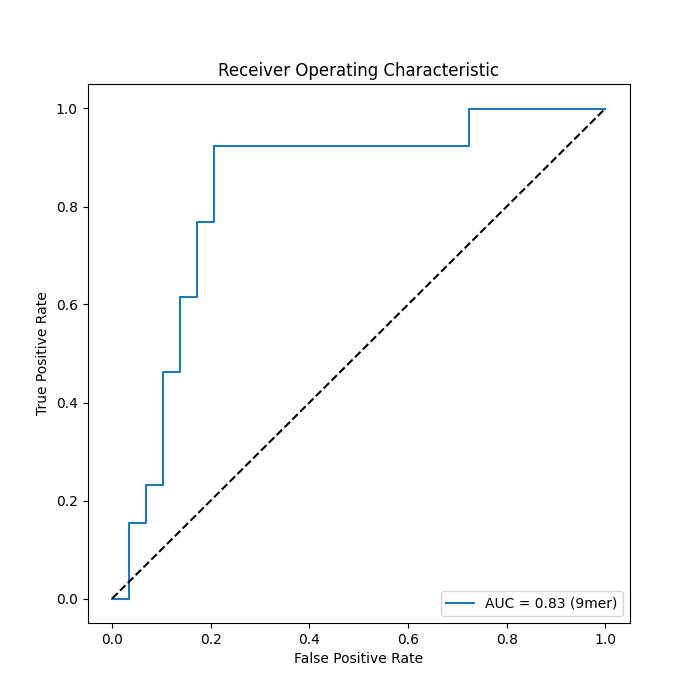 Receiver Operating Characteristic
1.0
0.8
0.6
0.4
0.2
0.0
True Positive Rate
AUC = 0.83 (9mer)
0.0 0.2 0.4 0.6 0.8 1.0
False Positive Rate